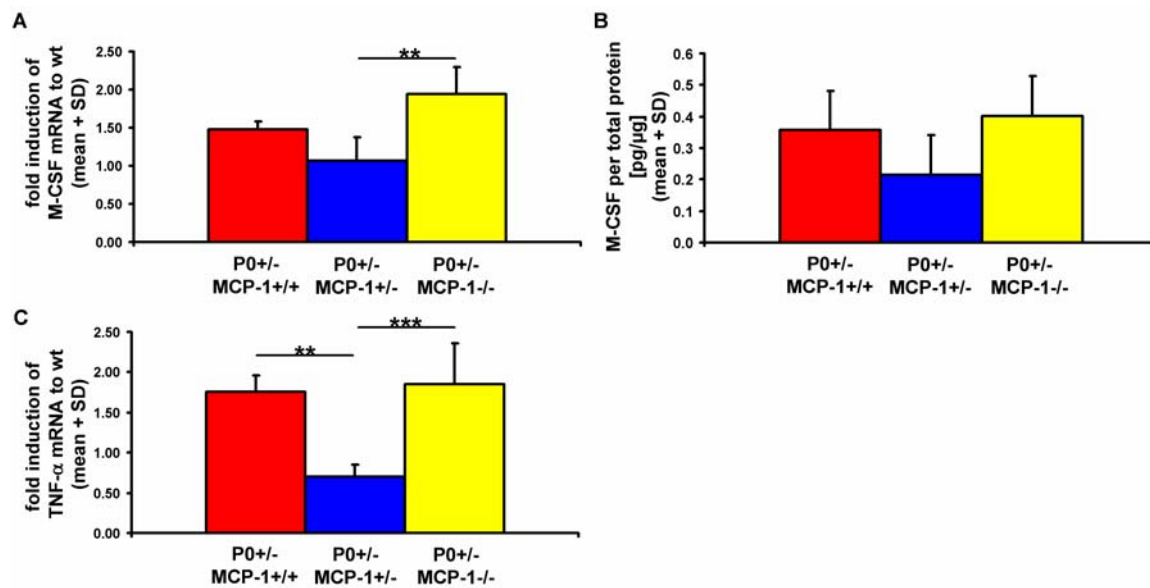 A
fold induction of
M-CSF mRNA to wt
(mean + SD)
2.50
2.00
1.50
1.00
0.50
0.00
**
P0+/-
MCP-1+/+
P0+/-
MCP-1+/-
P0+/-
MCP-1-/-
B
M-CSF per total protein
[pg/µg]
(mean + SD)
0.6
0.5
0.4
0.3
0.2
0.1
0.0
P0+/-
MCP-1+/+
P0+/-
MCP-1+/-
P0+/-
MCP-1-/-
C
fold induction of
TNF-α mRNA to wt
(mean + SD)
2.50
2.00
1.50
1.00
0.50
0.00
**
***
P0+/-
MCP-1+/+
P0+/-
MCP-1+/-
P0+/-
MCP-1-/-